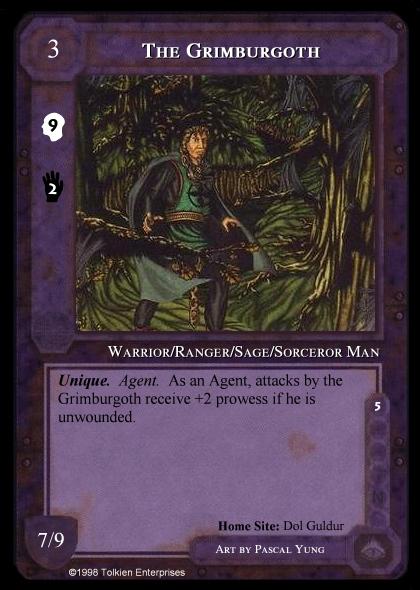 3
The Grimburgoth
9
2
Warrior/Ranger/Sage/Sorceror Man
Unique. Agent. As an Agent, attacks by the
Grimburgoth receive +2 prowess if he is
unwounded.
5
Home Site: Dol Guldur
7/9
Art by Pascal Yung
©1998 Tolkien Enterprises